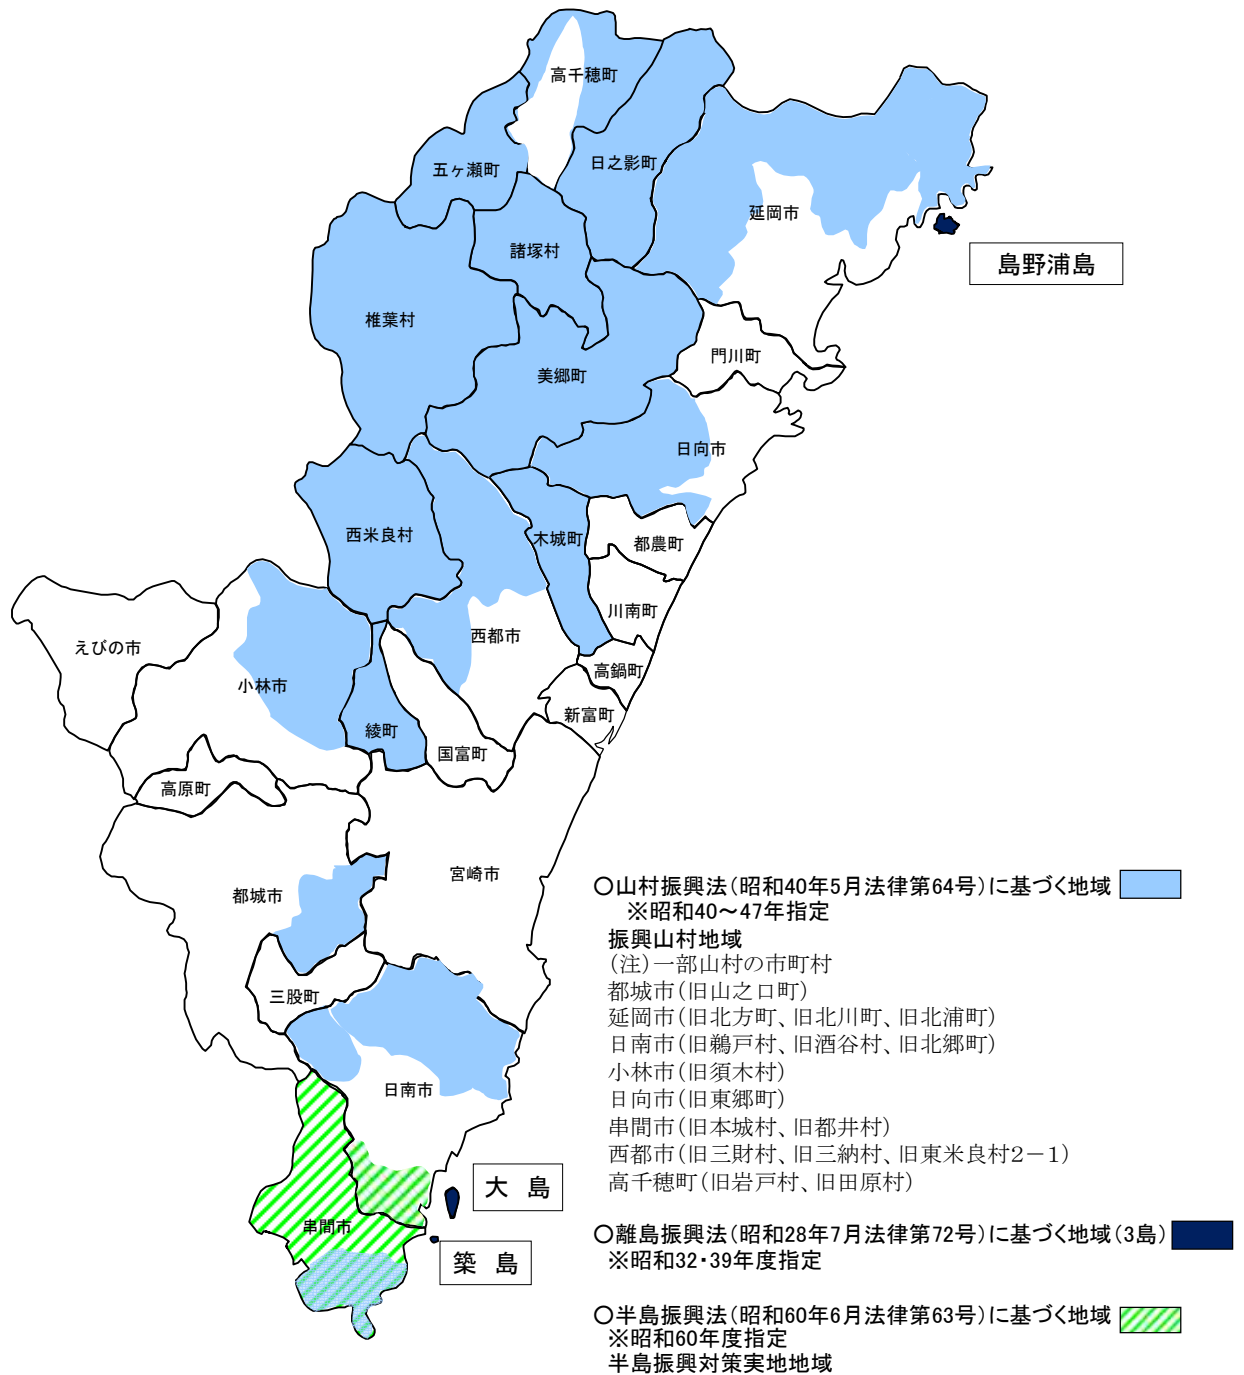 高千穂町
五ヶ瀬町
日之影町
延岡市
島野浦島
諸塚村
椎葉村
美郷町
門川町
日向市
西米良村
木城町
都農町
川南町
西都市
えびの市
高鍋町
小林市
新富町
綾町
国富町
高原町
宮崎市
都城市
三股町
日南市
大 島
串間市
築 島
○山村振興法(昭和40年5月法律第64号)に基づく地域
※昭和40~47年指定
振興山村地域
(注)一部山村の市町村
都城市(旧山之口町)
延岡市(旧北方町、旧北川町、旧北浦町)
日南市(旧鵜戸村、旧酒谷村、旧北郷町)
小林市(旧須木村)
日向市(旧東郷町)
串間市(旧本城村、旧都井村)
西都市(旧三財村、旧三納村、旧東米良村2-1)
高千穂町(旧岩戸村、旧田原村)
○離島振興法(昭和28年7月法律第72号)に基づく地域(3島)
※昭和32・39年度指定
○半島振興法(昭和60年6月法律第63号)に基づく地域
※昭和60年度指定
半島振興対策実地地域